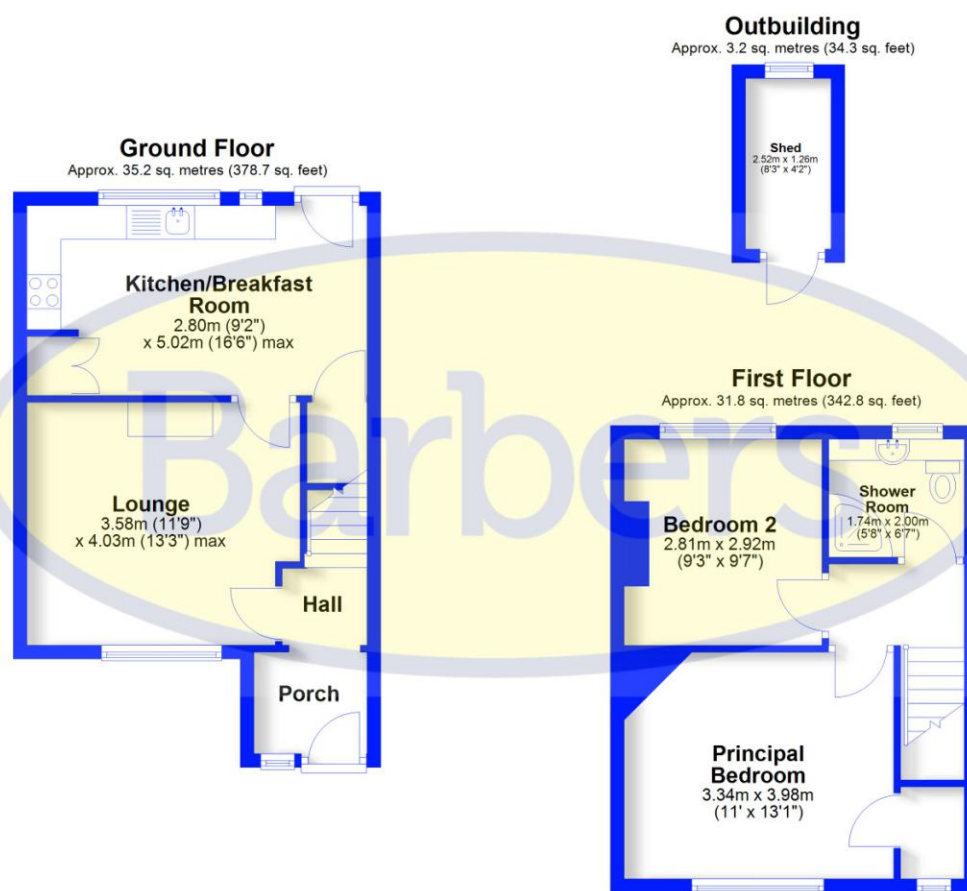 Outbuilding
Approx. 3.2 sq. metres (34.3 sq. feet)
Shed
2.52m x 1.26m
(8'3" x 4'2")
Ground Floor
Approx. 35.2 sq. metres (378.7 sq. feet)
Kitchen/Breakfast
Room
2.80m (9'2")
x 5.02m (16'6") max
Lounge
3.58m (11'9")
x 4.03m (13'3") max
Hall
Porch
First Floor
Approx. 31.8 sq. metres (342.8 sq. feet)
Bedroom 2
2.81m x 2.92m
(9'3" x 9'7")
Shower
Room
1.74m x 2.00m
(5'8" x 6'7")
Principal
Bedroom
3.34m x 3.98m
(11' x 13'1")
Barbers